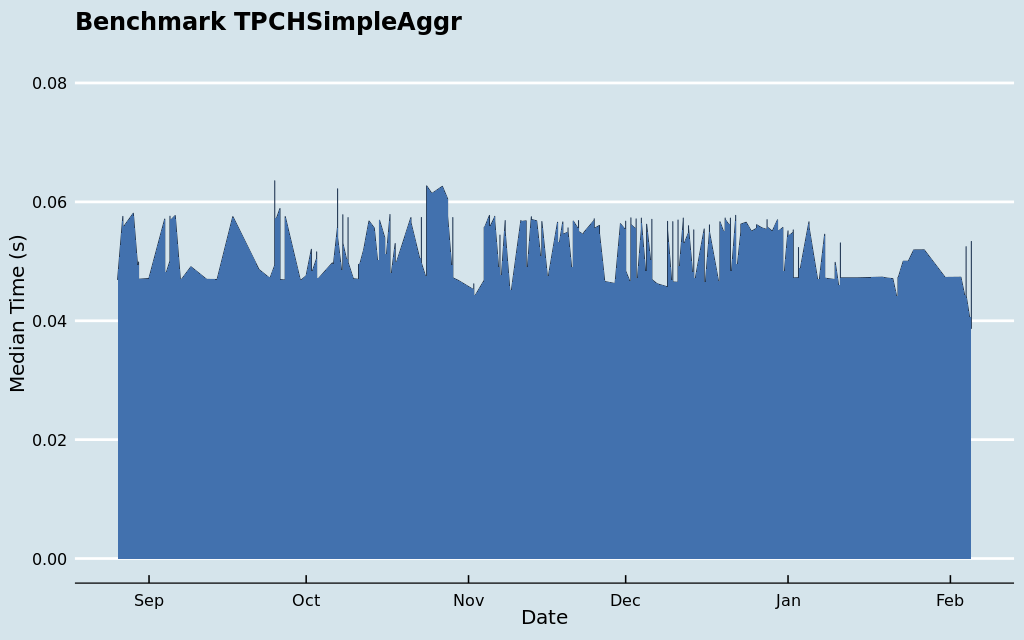 Benchmark TPCHSimpleAggr
Median Time (s)
0.08
0.06
0.04
0.02
0.00
Sep Oct Nov Dec Jan Feb
Date